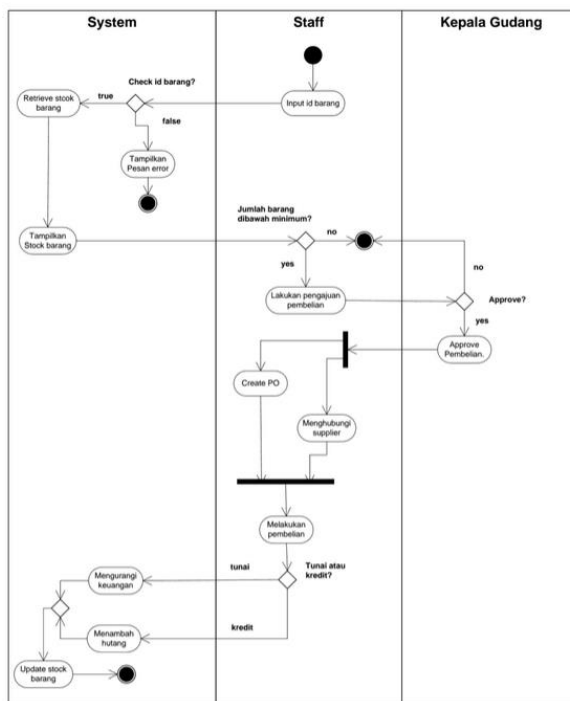 System
Staff
Kepala Gudang
Check id barang?
Retrieve stook
barang
true
Input id barang
false
Tampilkan
Pesan error
Jumlah barang
dibawah minimum?
Tampilkan
Stock barang
no
yes
no
Lakukan pengajuan
pembelian
Approve?
yes
Approve
Pembelian.
Create PO
Menghubungi
supplier
Melakukan
pembelian
Tunai atau
kredit?
tunai
Mengurangi
keuangan
kredit
Menambah
hutang
Update stock
barang